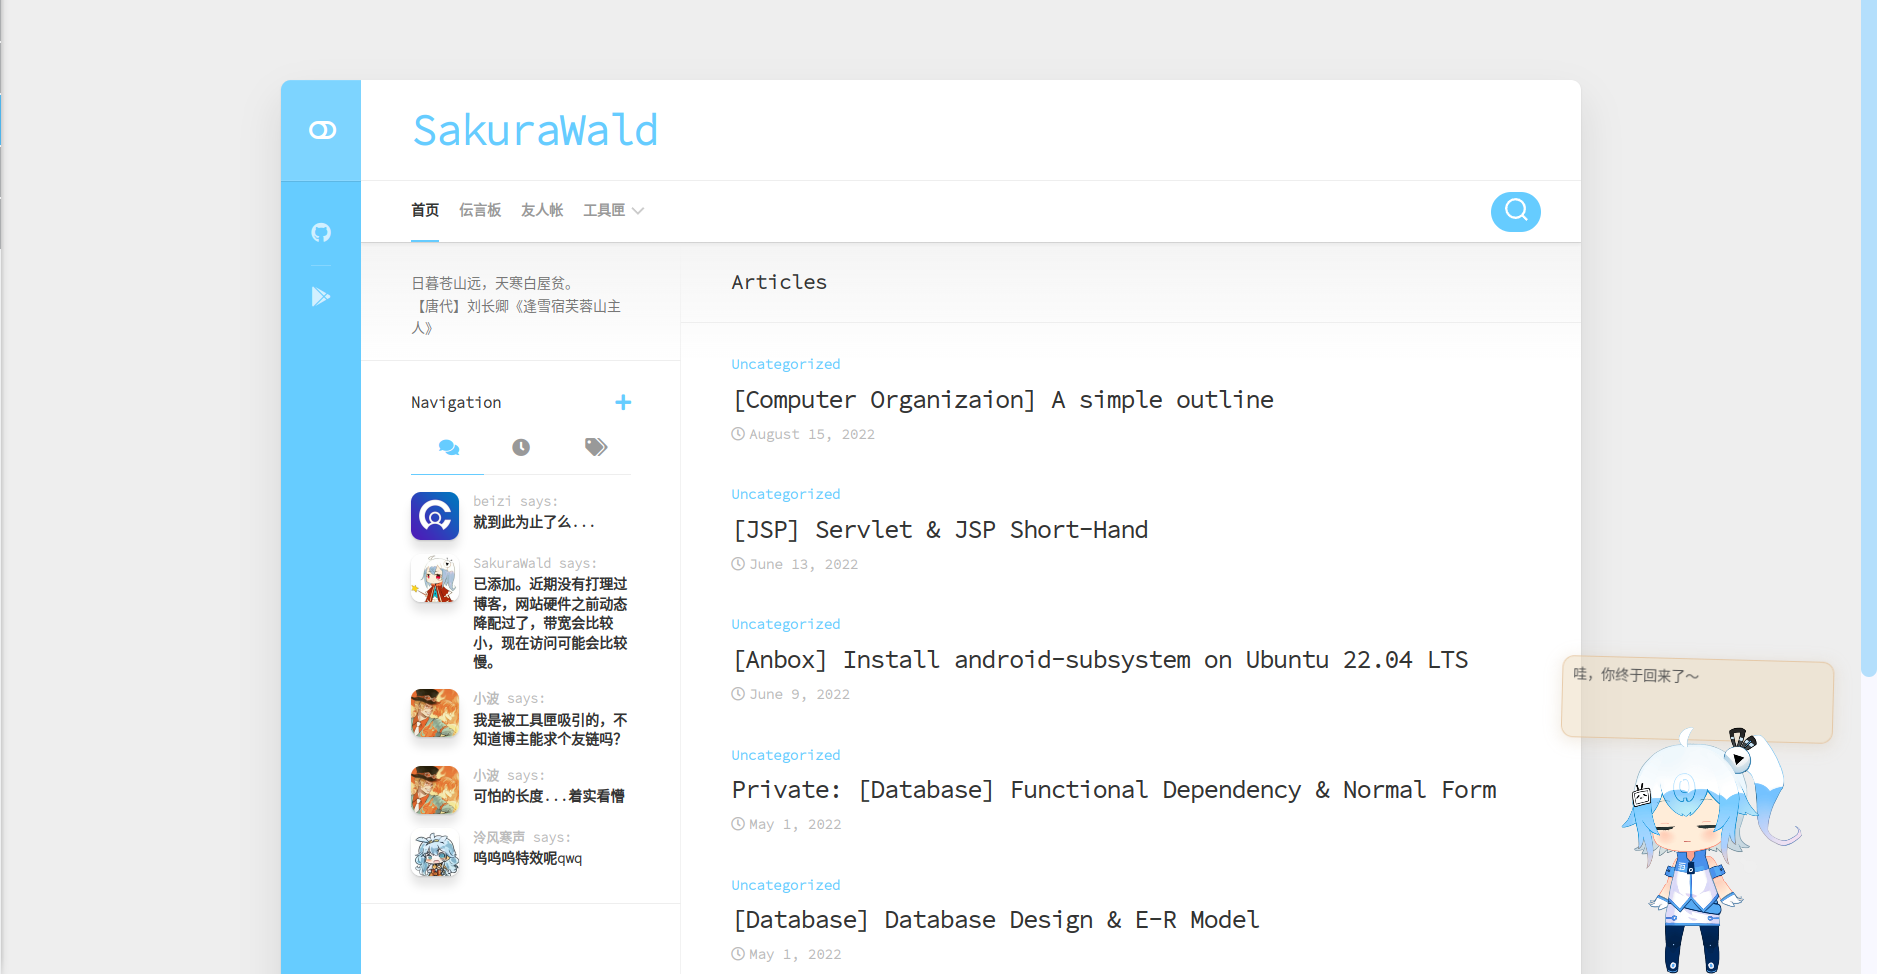 SakuraWald
首页 伝言板 友人帐 工具匣
日暮苍山远，天寒白屋贫。
【唐代】刘长卿《逢雪宿芙蓉山主
人》
Navigation
beizi says:
就到此为止了么...
SakuraWald says:
已添加。近期没有打理过
博客，网站硬件之前动态
降配过了，带宽会比较
小，现在访问可能会比较
慢。
小波 says:
我是被工具匣吸引的，不
知道博主能求个友链吗？
小波 says:
可怕的长度...着实看懵
泠风寒声 says:
呜呜呜特效呢qwq
Articles
Uncategorized
[Computer Organizaion] A simple outline
August 15, 2022
Uncategorized
[JSP] Servlet & JSP Short-Hand
June 13, 2022
Uncategorized
[Anbox] Install android-subsystem on Ubuntu 22.04 LTS
June 9, 2022
Uncategorized
Private: [Database] Functional Dependency & Normal Form
May 1, 2022
Uncategorized
[Database] Database Design & E-R Model
May 1, 2022
哇，你终于回来了～